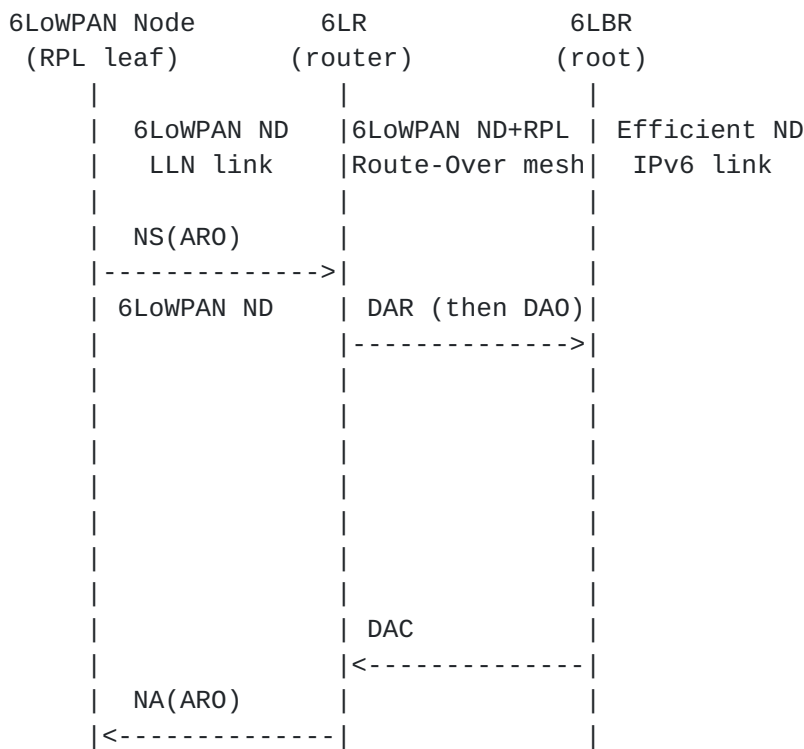 6LoWPAN Node 6LR 6LBR
(RPL leaf) (router) (root)
6LoWPAN ND 6LoWPAN ND+RPL Efficient ND
LLN link Route-Over mesh IPv6 link
NS(ARO)
6LoWPAN ND DAR (then DAO)
DAC
NA(ARO)